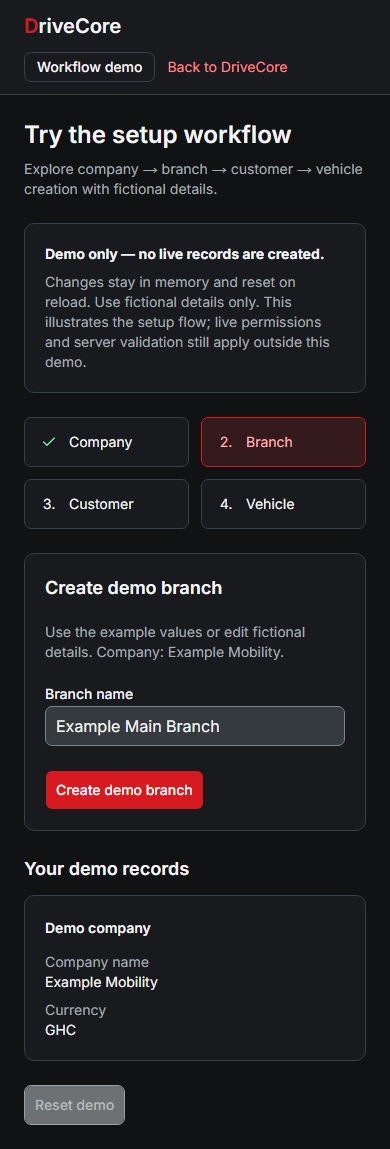 DriveCore
Workflow demo
Back to DriveCore
Try the setup workflow
Explore company → branch → customer → vehicle
creation with fictional details.
Demo only — no live records are created.
Changes stay in memory and reset on
reload. Use fictional details only. This
illustrates the setup flow; live permissions
and server validation still apply outside this
demo.
✓ Company
2. Branch
3. Customer
4. Vehicle
Create demo branch
Use the example values or edit fictional
details. Company: Example Mobility.
Branch name
Example Main Branch
Create demo branch
Your demo records
Demo company
Company name
Example Mobility
Currency
GHC
Reset demo